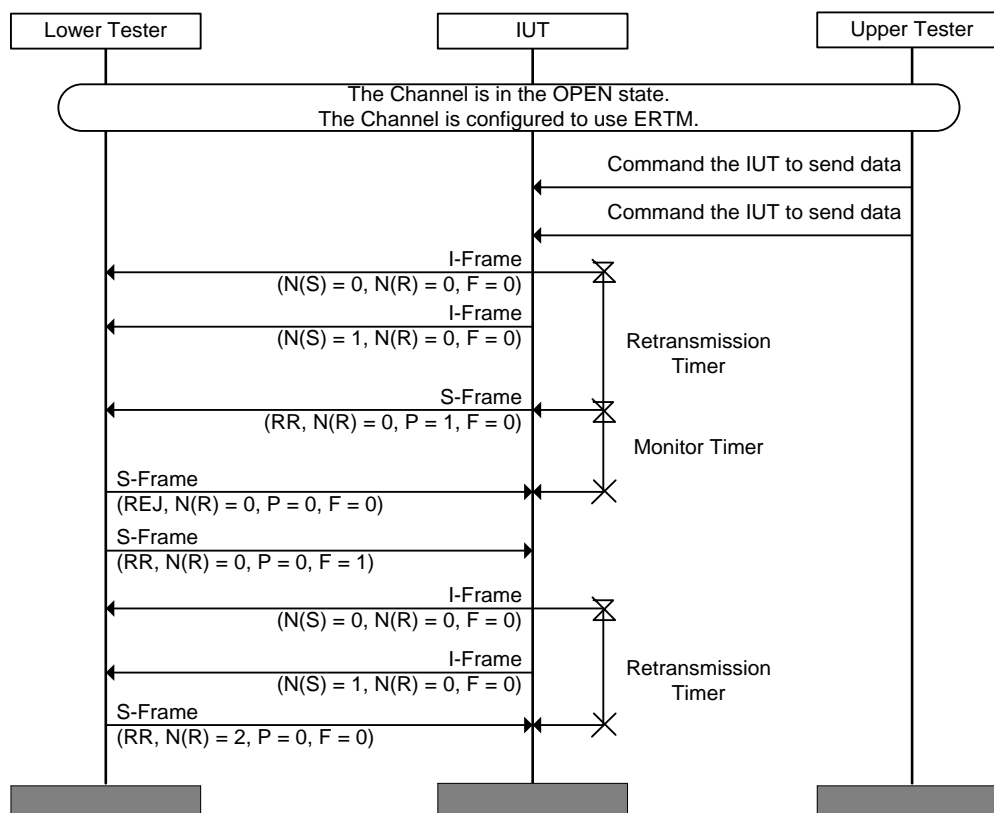 Lower Tester
IUT
Upper Tester
The Channel is in the OPEN state.
The Channel is configured to use ERTM.
Command the IUT to send data
Command the IUT to send data
I-Frame
(N(S) = 0, N(R) = 0, F = 0)
I-Frame
(N(S) = 1, N(R) = 0, F = 0)
Retransmission
Timer
S-Frame
(RR, N(R) = 0, P = 1, F = 0)
Monitor Timer
S-Frame
(REJ, N(R) = 0, P = 0, F = 0)
S-Frame
(RR, N(R) = 0, P = 0, F = 1)
I-Frame
(N(S) = 0, N(R) = 0, F = 0)
I-Frame
(N(S) = 1, N(R) = 0, F = 0)
Retransmission
Timer
S-Frame
(RR, N(R) = 2, P = 0, F = 0)